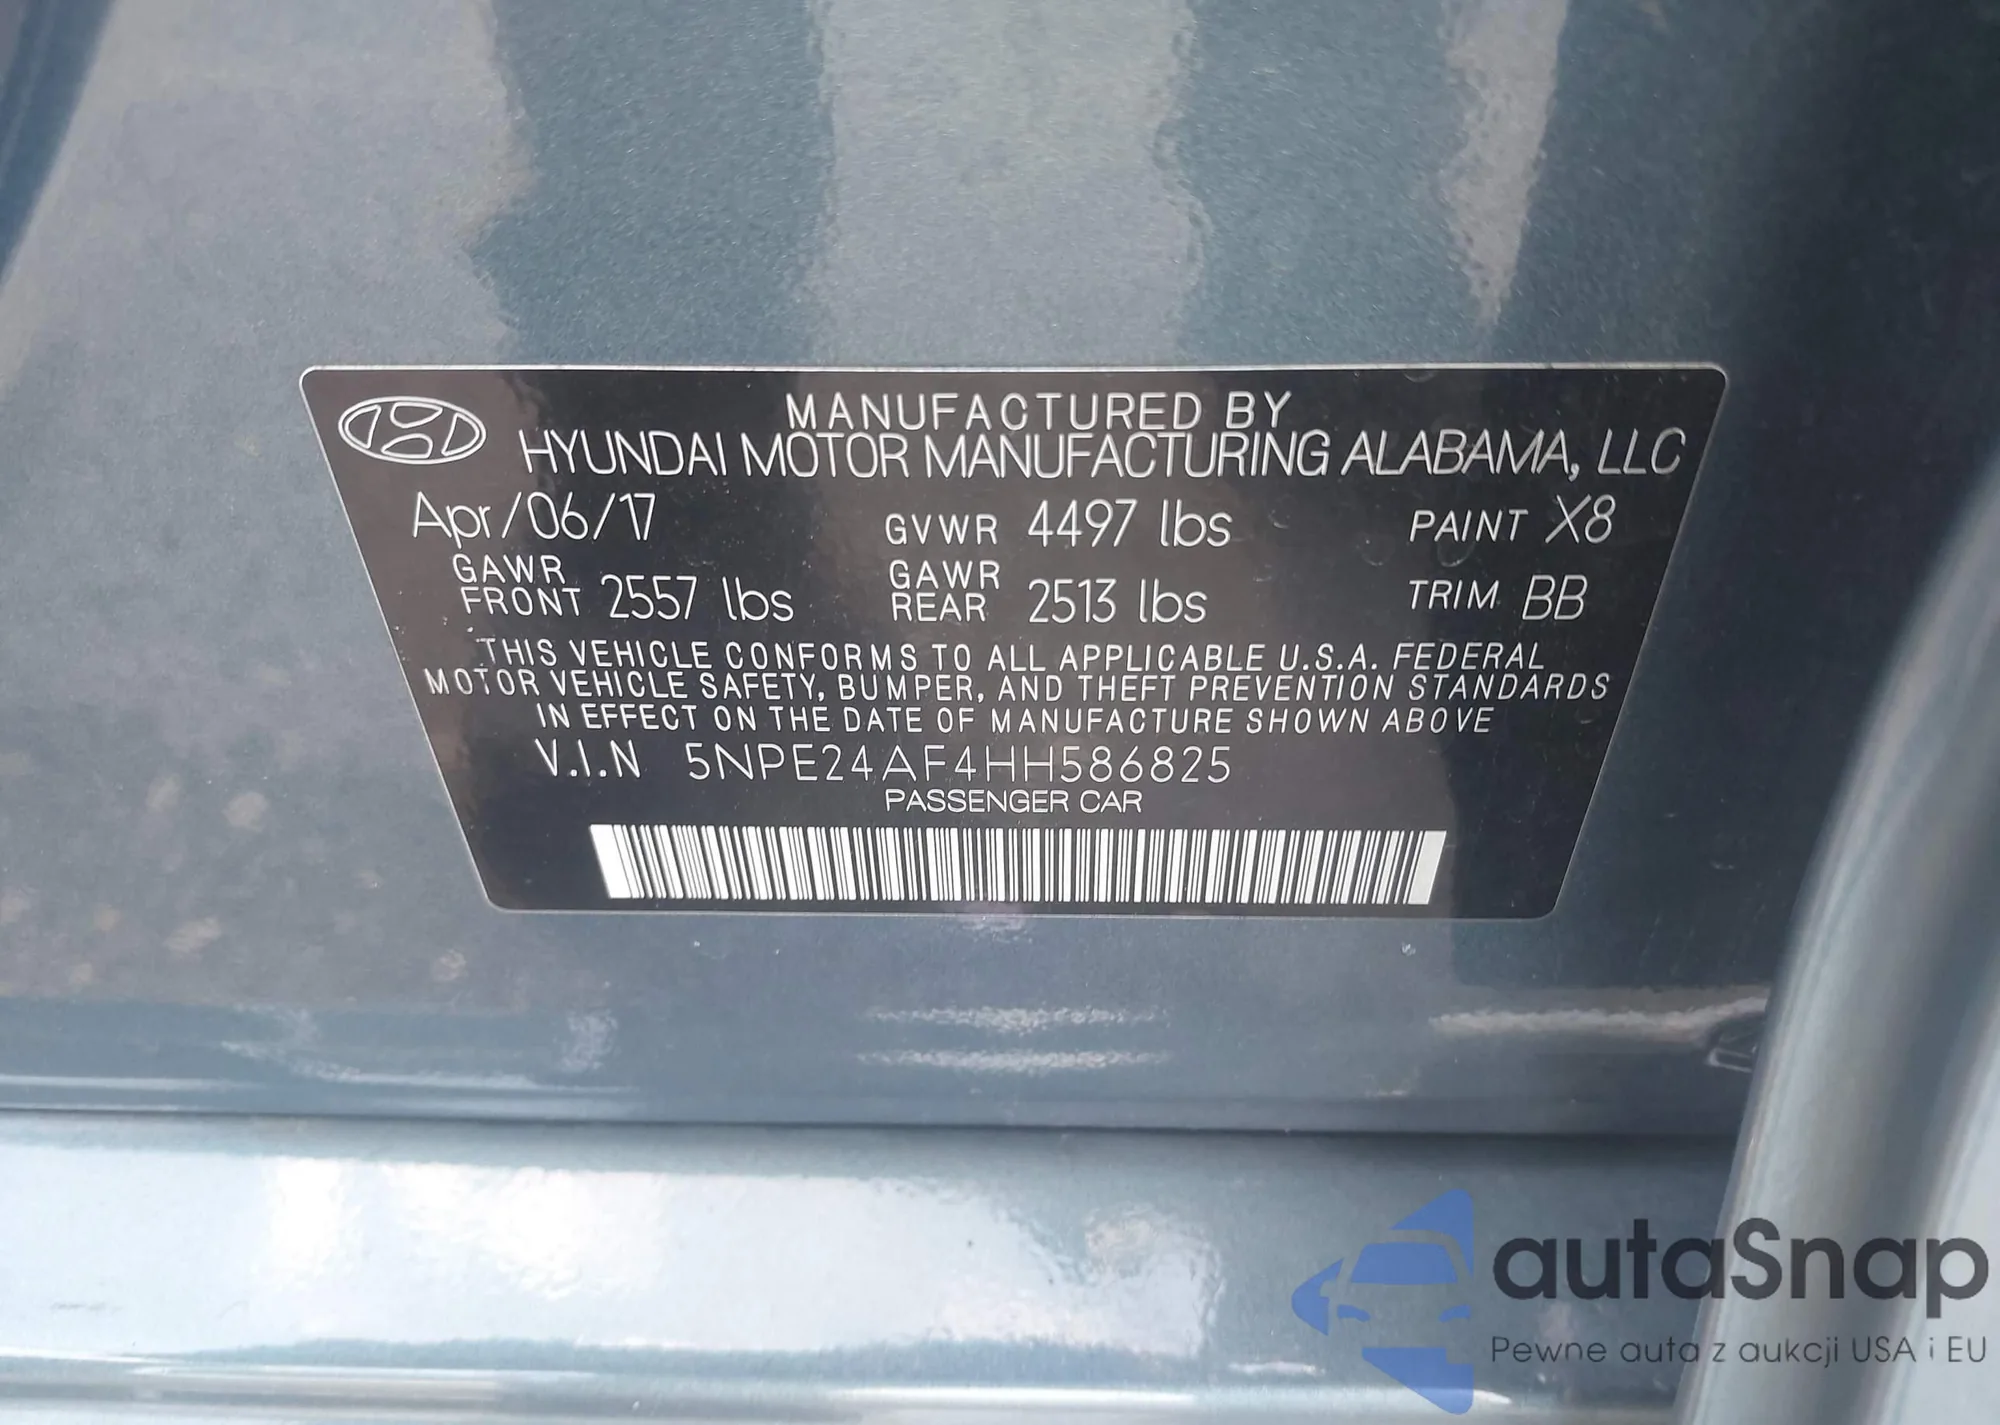 MANUFACTURED BY
HYUNDAI MOTOR MANUFACTURING ALABAMA, LLC
Apr/06/17 GVWR 4497 lbs PAINT X8
GAWR FRONT 2557 lbs GAWR REAR 2513 lbs TRIM BB
THIS VEHICLE CONFORMS TO ALL APPLICABLE U.S.A. FEDERAL
MOTOR VEHICLE SAFETY, BUMPER, AND THEFT PREVENTION STANDARDS
IN EFFECT ON THE DATE OF MANUFACTURE SHOWN ABOVE
V.I.N 5NPE24AF4HH586825
PASSENGER CAR
autaSnap
Pewne auta z aukcji USA i EU